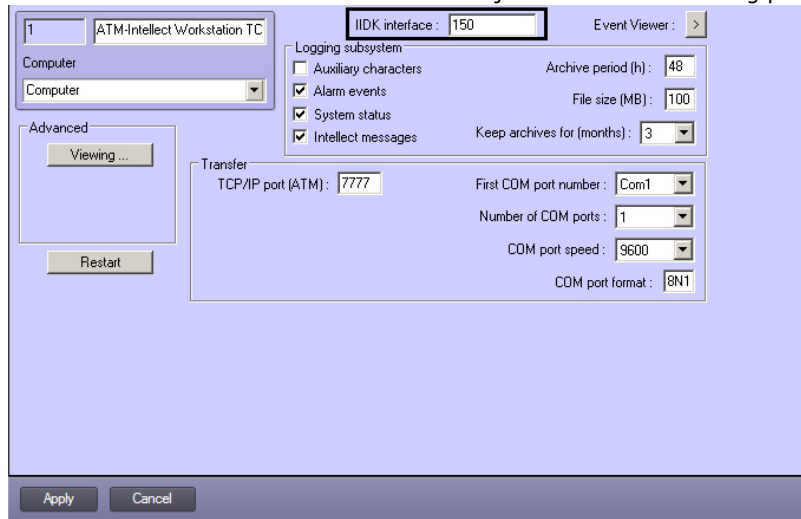 1 ATM-Intellect Workstation TC
IIDK interface : 150
Event Viewer : >
Computer
Computer
Logging subsystem
Auxiliary characters
Alarm events
System status
Intellect messages
Archive period (h) : 48
File size (MB) : 100
Keep archives for (months) : 3
Advanced
Viewing ...
Restart
Transfer
TCP/IP port (ATM) : 7777
First COM port number : Com1
Number of COM ports : 1
COM port speed : 9600
COM port format : 8N1
Apply Cancel